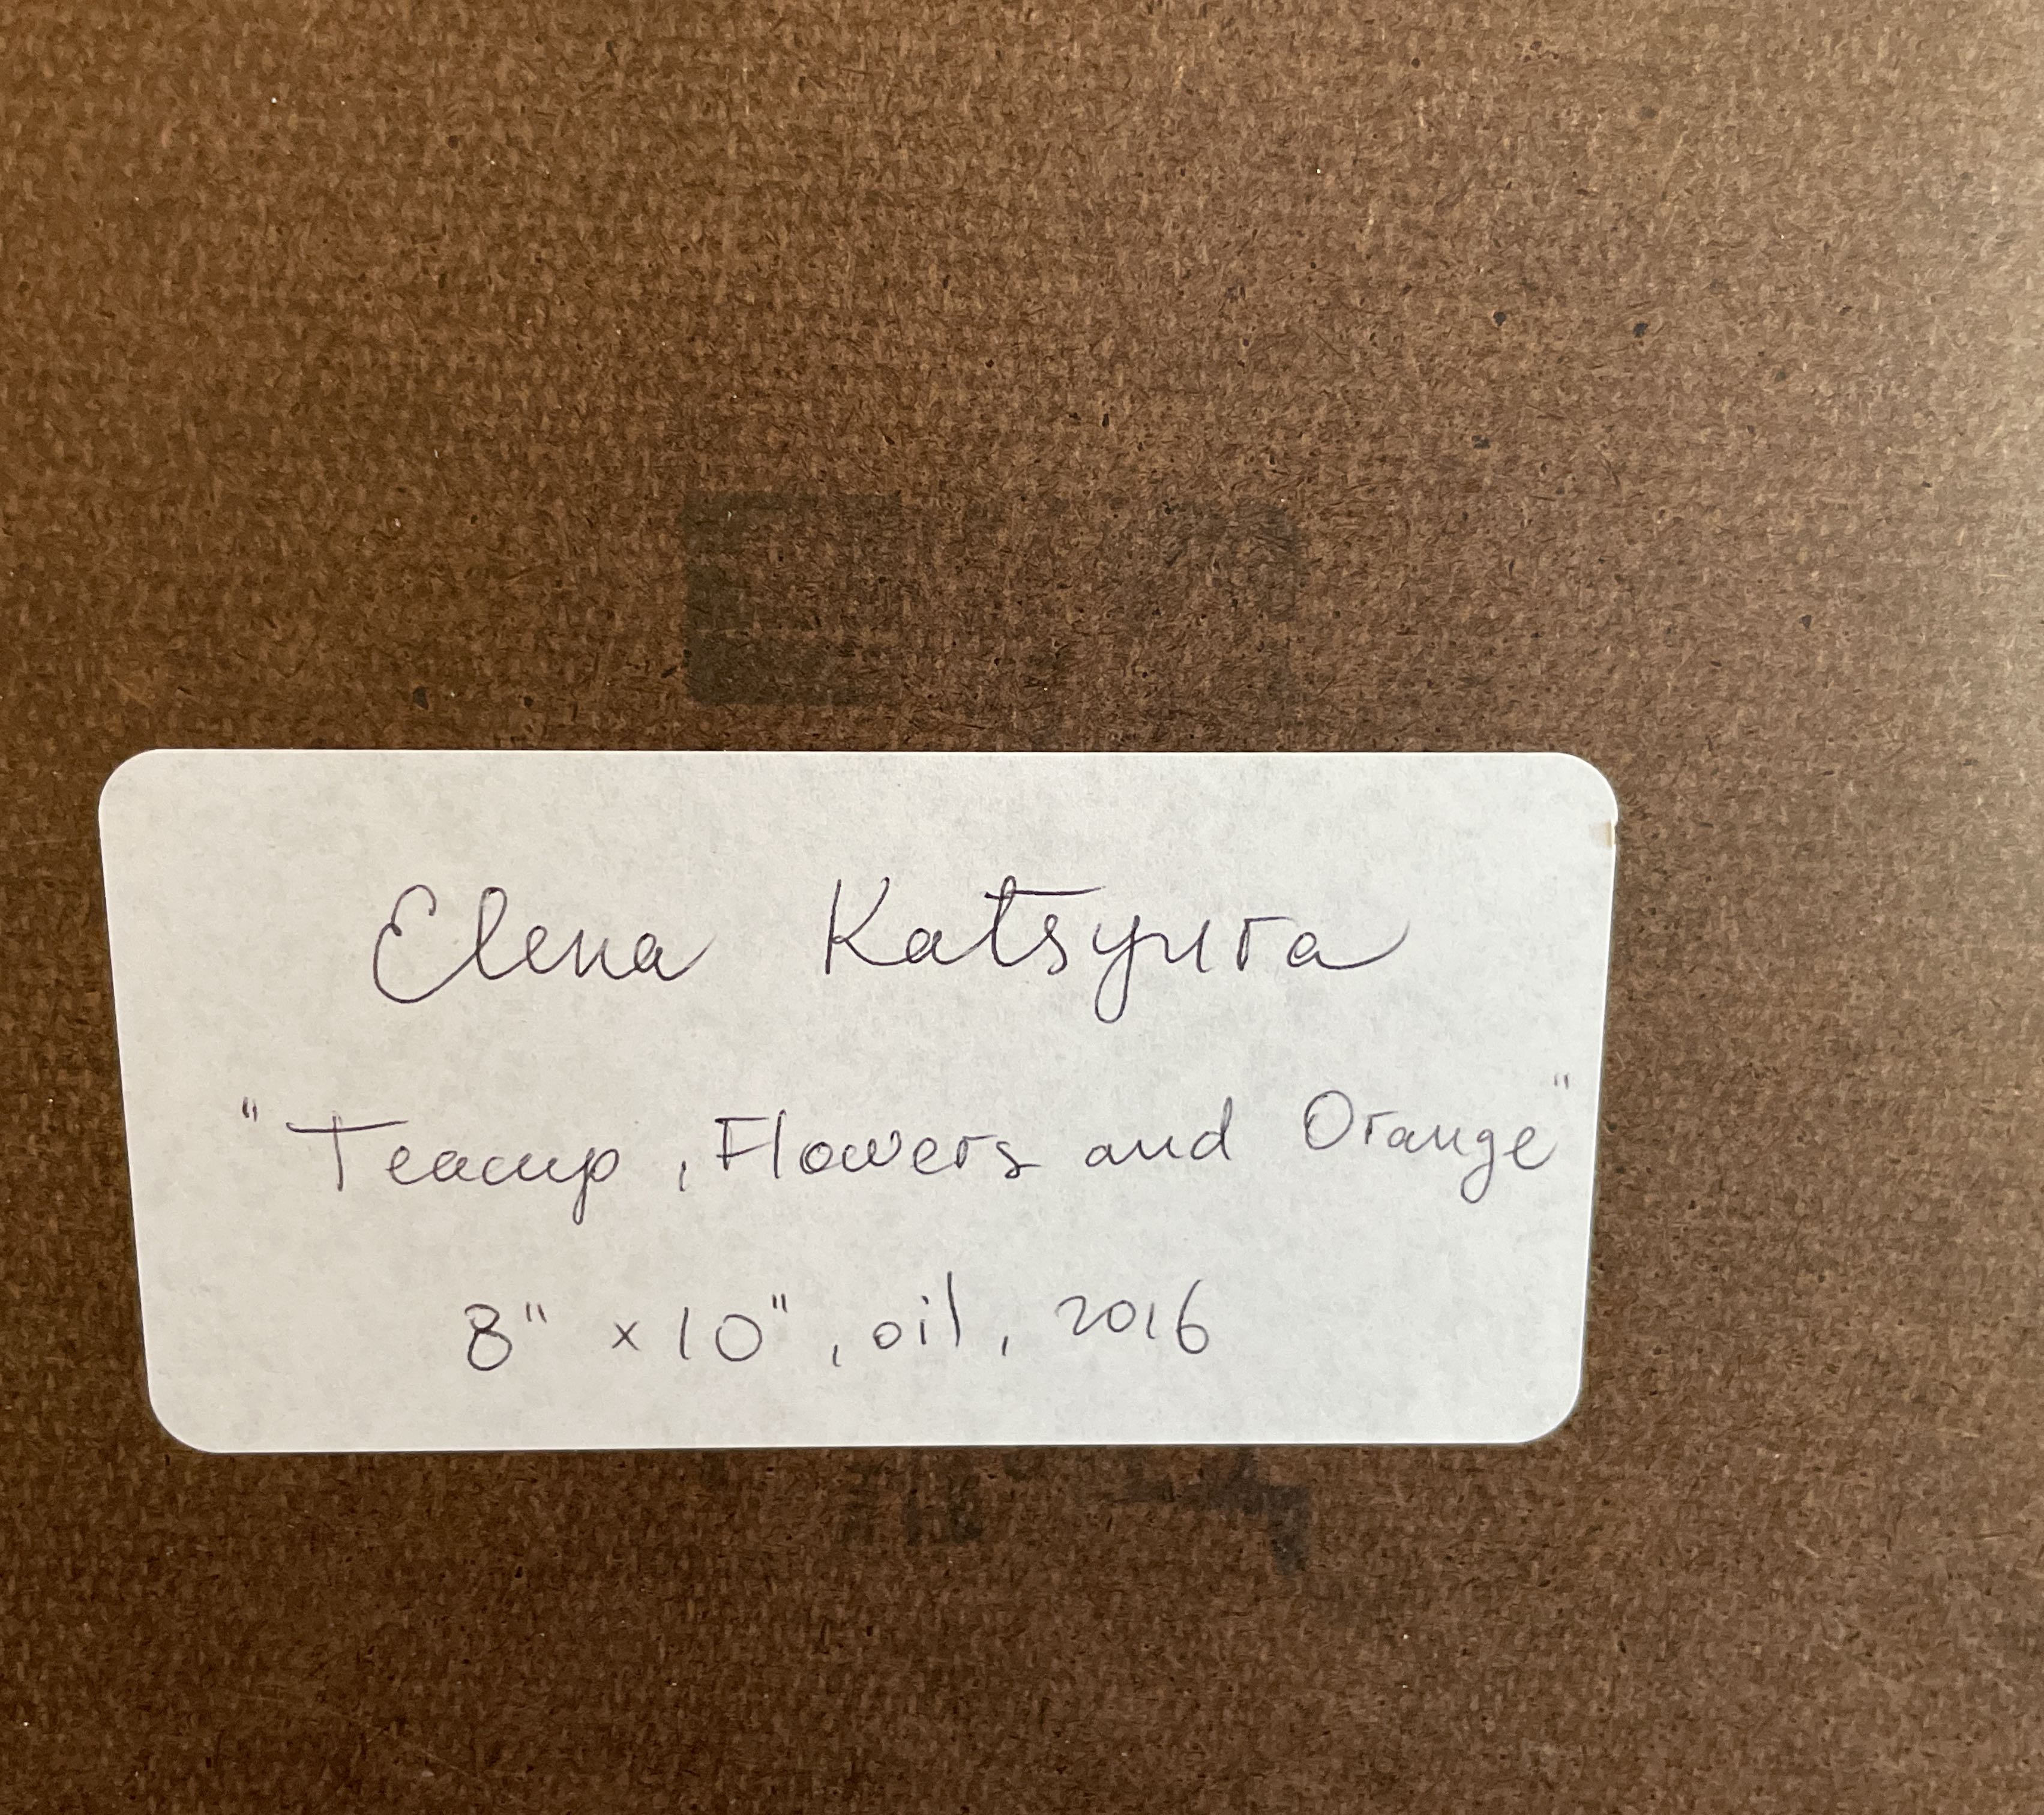 Elena Katsyura
"Teacup, Flowers and Orange"
8" x 10", oil, 2016